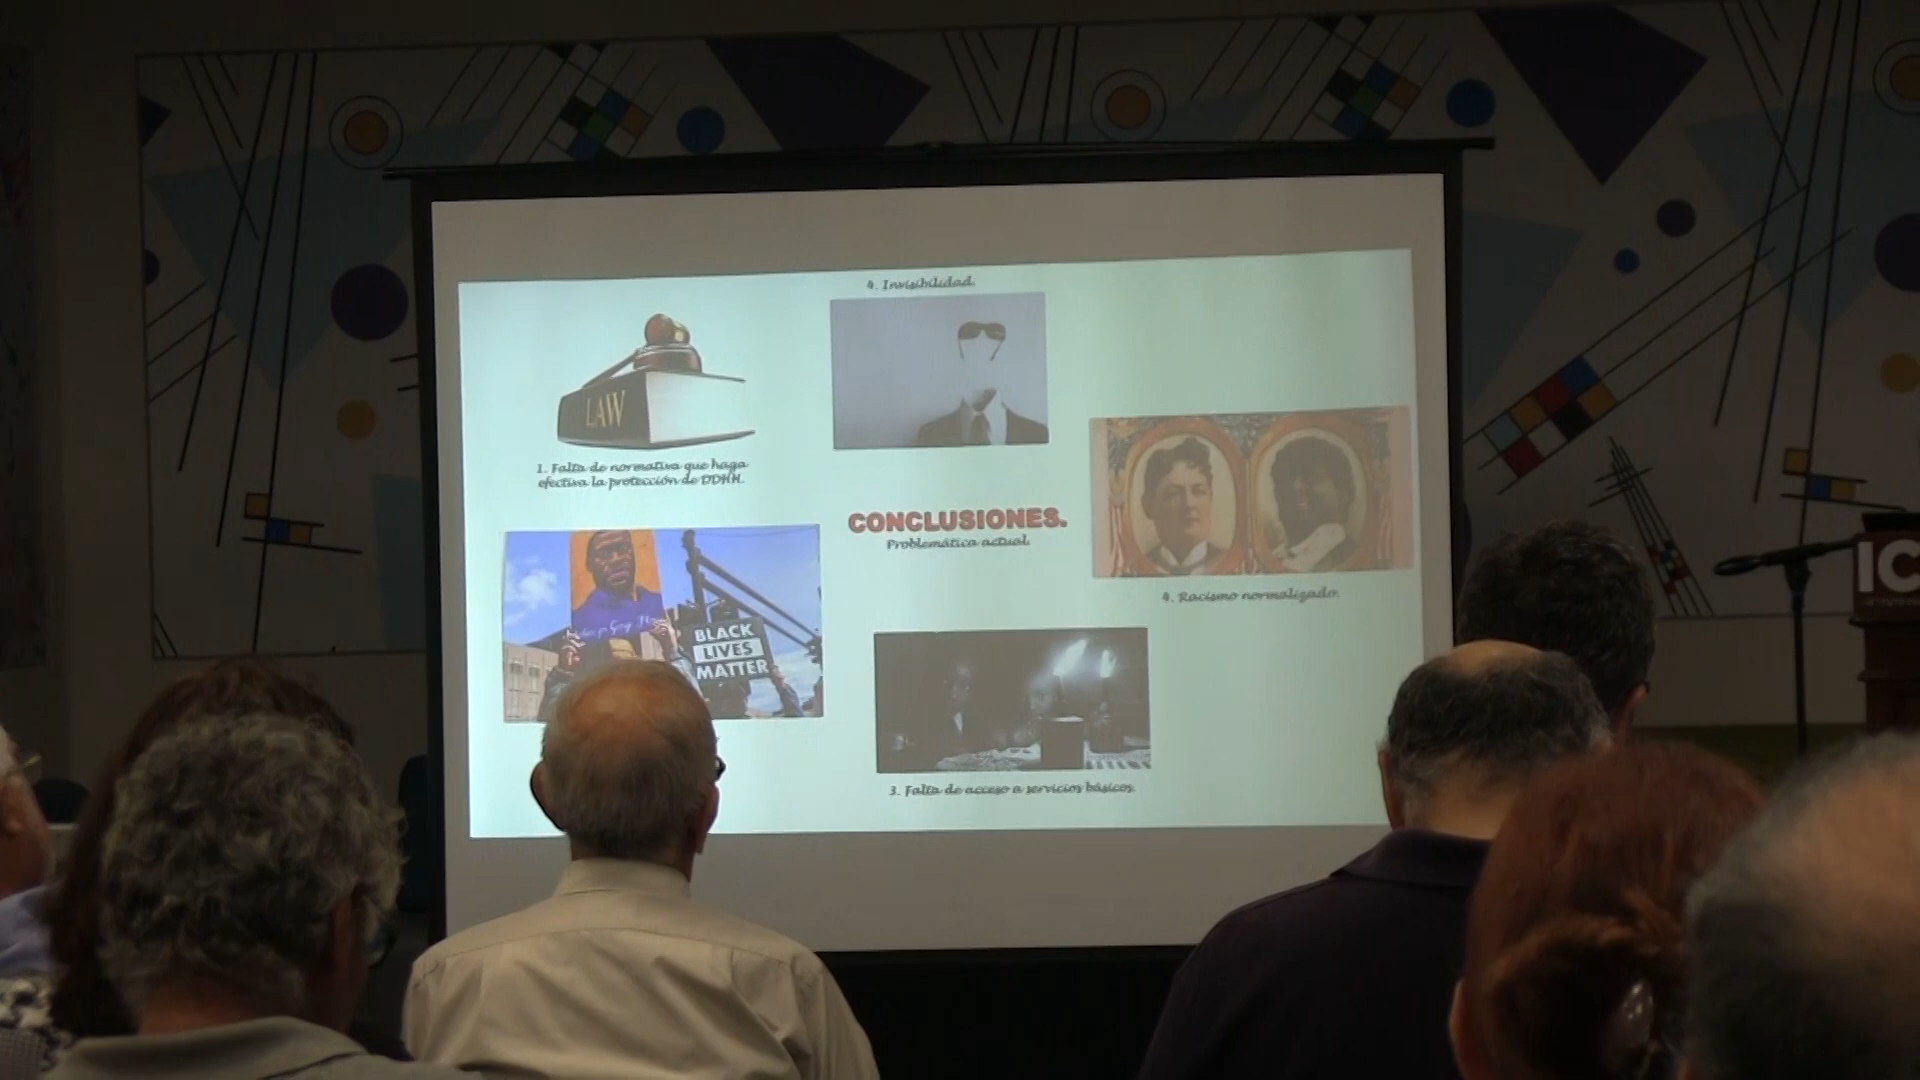 4. Invisibilidad.
LAW
1. Falta de normativa que haga
efectiva la protección de DDHH.
CONCLUSIONES.
Problemática actual.
4. Racismo normalizado.
BLACK
LIVES
MATTER
3. Falta de acceso a servicios básicos.
IC